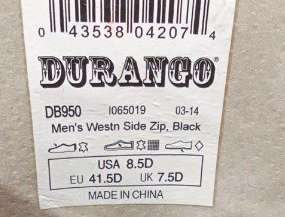 0 43538 04207 4
DURANGO®
DB950 I065019 03-14
Men's Westn Side Zip, Black
USA 8.5D
EU 41.5D UK 7.5D
MADE IN CHINA